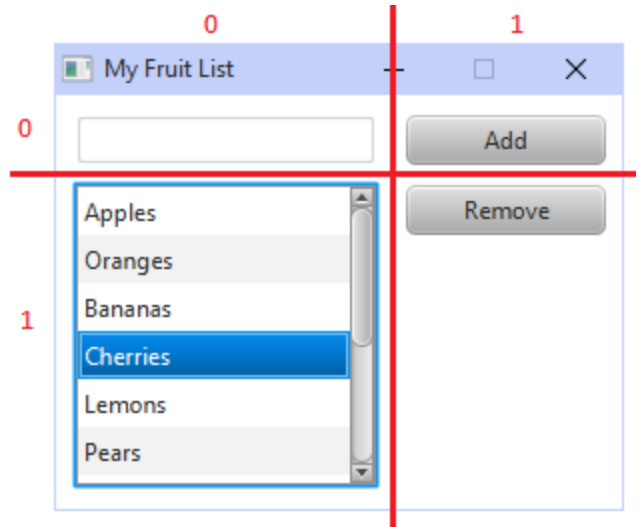 0 1
My Fruit List
0
Add
Apples
Remove
Oranges
Bananas
1
Cherries
Lemons
Pears